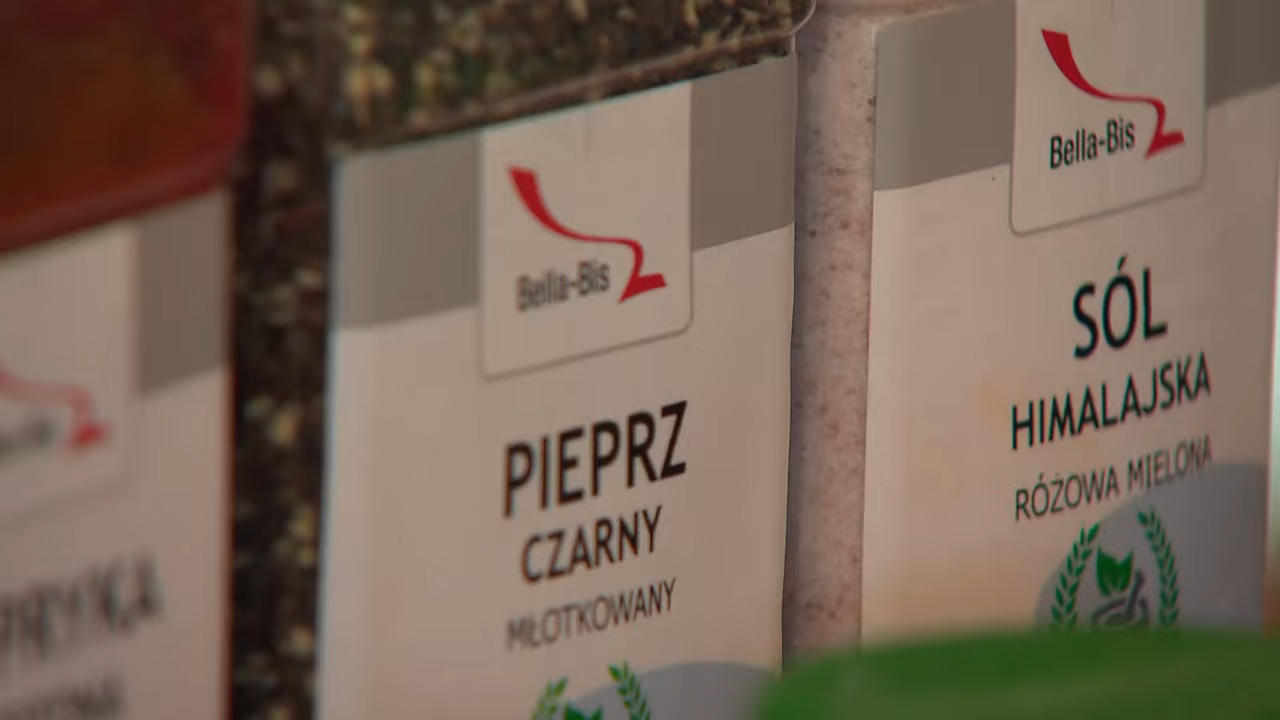 Bella-Bis
PIEPRZ
CZARNY
MŁOTKOWANY
Bella-Bis
SÓL
HIMALAJSKA
RÓŻOWA MIELONA